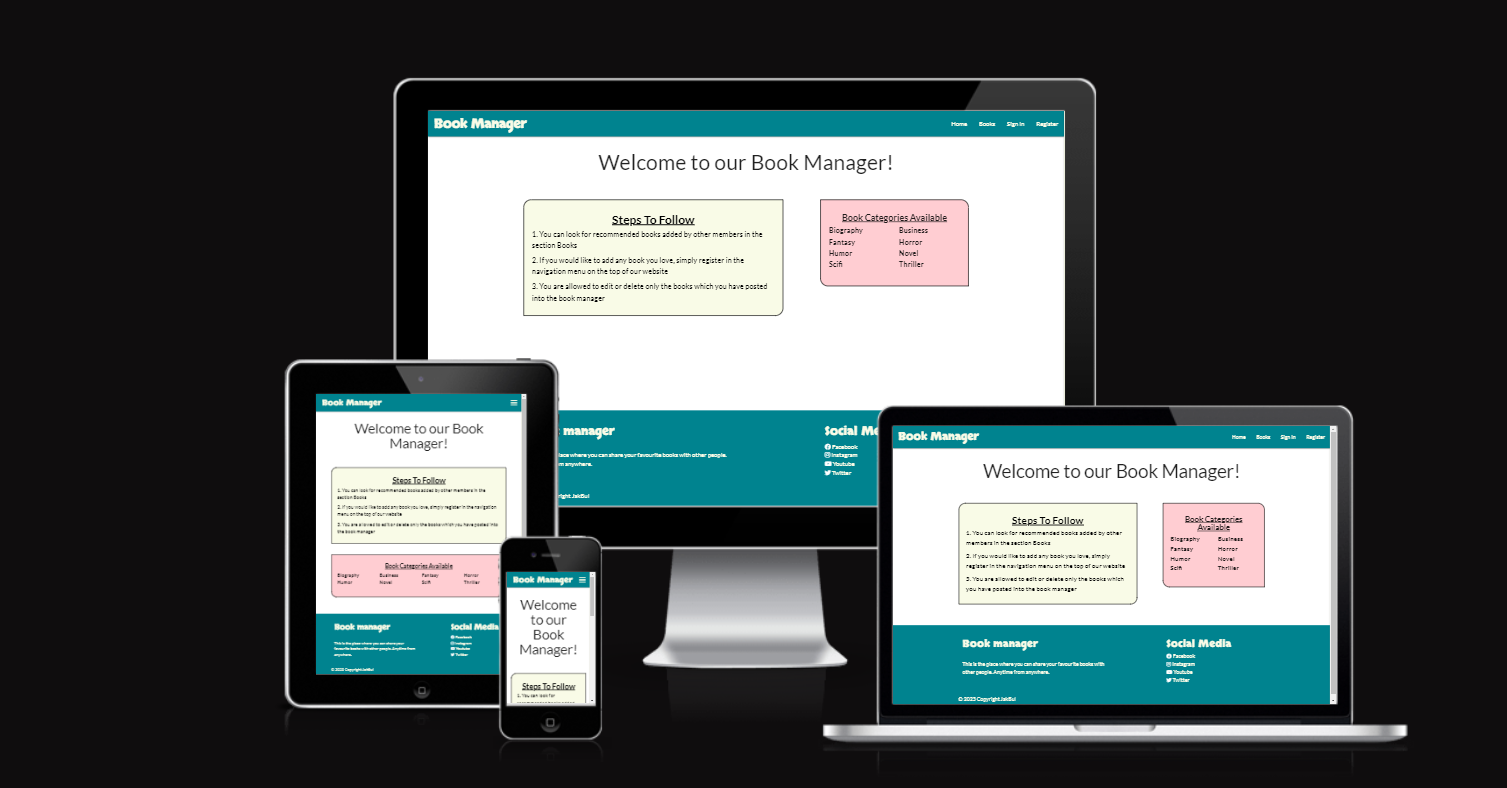 Book Manager
Home Books Sign In Register
Welcome to our Book Manager!
Steps To Follow
1. You can look for recommended books added by other members in the
section Books
2. If you would like to add any book you love, simply register in the
navigation menu on the top of our website
3. You are allowed to edit or delete only the books which you have posted
into the book manager
Book Categories Available
Biography Business
Fantasy Horror
Humor Novel
Scifi Thriller
manager
place where you can share your favourite books with other people.
anywhere.
Social Me
Facebook
Instagram
Youtube
Twitter
right JakBul
Book Manager
Welcome to our Book
Manager!
Steps To Follow
1. You can look for recommended books added by other members in the
section Books
2. If you would like to add any book you love, simply register in the navigation
menu on the top of our website
3. You are allowed to edit or delete only the books which you have posted into
the book manager
Book Categories Available
Biography Business Fantasy Horror
Humor Novel Scifi Thriller
Book manager
This is the place where you can share your
favourite books with other people. Anytime from
anywhere.
Social Media
Facebook
Instagram
Youtube
Twitter
© 2023 Copyright JakBul
Book Manager
Welcome
to our
Book
Manager!
Steps To Follow
1. You can look for
Book Manager
Home Books Sign In Register
Welcome to our Book Manager!
Steps To Follow
1. You can look for recommended books added by other
members in the section Books
2. If you would like to add any book you love, simply
register in the navigation menu on the top of our website
3. You are allowed to edit or delete only the books which
you have posted into the book manager
Book Categories
Available
Biography Business
Fantasy Horror
Humor Novel
Scifi Thriller
Book manager
This is the place where you can share your favourite books with
other people. Anytime from anywhere.
Social Media
Facebook
Instagram
Youtube
Twitter
© 2023 Copyright JakBul